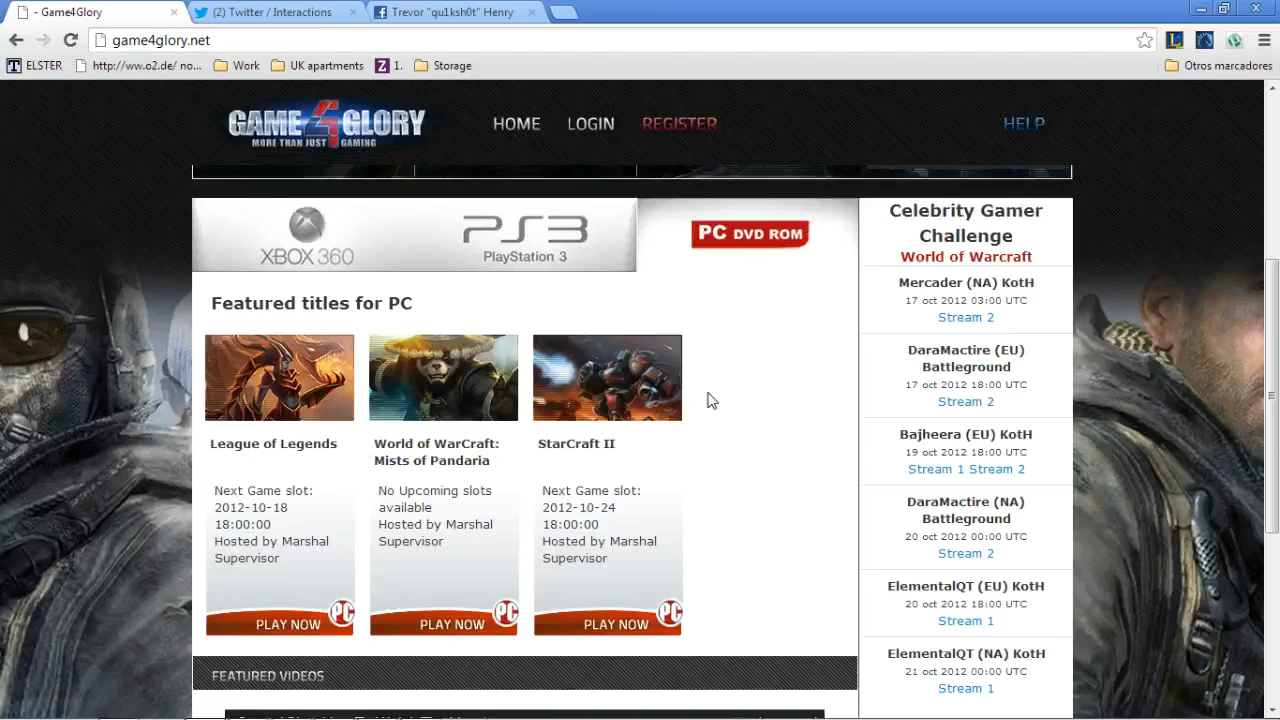 - Game4Glory
(2) Twitter / Interactions
Trevor "qu1ksh0t" Henry
game4glory.net
ELSTER
http://ww.o2.de/ no...
Work
UK apartments
1.
Storage
Otros marcadores
GAME4GLORY
MORE THAN JUST GAMING
HOME
LOGIN
REGISTER
HELP
XBOX 360
PS3
PlayStation 3
PC DVD ROM
Featured titles for PC
League of Legends
Next Game slot:
2012-10-18
18:00:00
Hosted by Marshal
Supervisor
PLAY NOW
PC
World of WarCraft:
Mists of Pandaria
No Upcoming slots
available
Hosted by Marshal
Supervisor
PLAY NOW
PC
StarCraft II
Next Game slot:
2012-10-24
18:00:00
Hosted by Marshal
Supervisor
PLAY NOW
PC
FEATURED VIDEOS
Celebrity Gamer
Challenge
World of Warcraft
Mercader (NA) KotH
17 oct 2012 03:00 UTC
Stream 2
DaraMactire (EU)
Battleground
17 oct 2012 18:00 UTC
Stream 2
Bajheera (EU) KotH
19 oct 2012 18:00 UTC
Stream 1 Stream 2
DaraMactire (NA)
Battleground
20 oct 2012 00:00 UTC
Stream 2
ElementalQT (EU) KotH
20 oct 2012 18:00 UTC
Stream 1
ElementalQT (NA) KotH
21 oct 2012 00:00 UTC
Stream 1